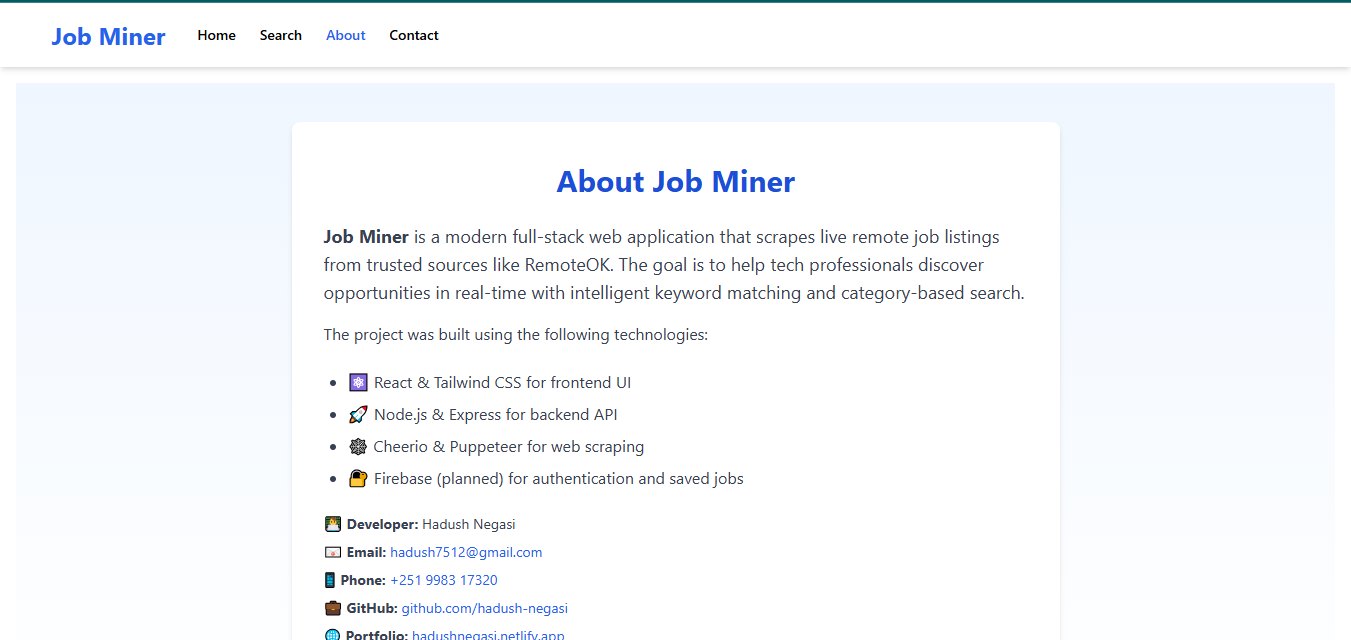 Job Miner Home Search About Contact
About Job Miner
Job Miner is a modern full-stack web application that scrapes live remote job listings
from trusted sources like RemoteOK. The goal is to help tech professionals discover
opportunities in real-time with intelligent keyword matching and category-based search.
The project was built using the following technologies:
React & Tailwind CSS for frontend UI
Node.js & Express for backend API
Cheerio & Puppeteer for web scraping
Firebase (planned) for authentication and saved jobs
Developer: Hadush Negasi
Email: hadush7512@gmail.com
Phone: +251 9983 17320
GitHub: github.com/hadush-negasi
Portfolio: hadushnegasi.netlify.app